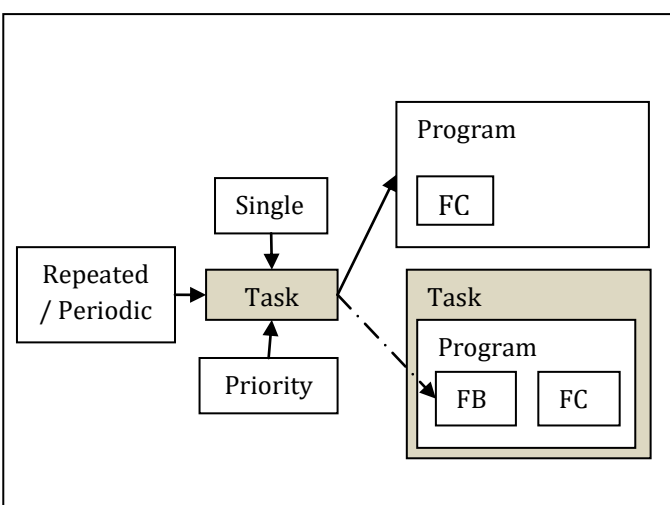 Program
FC
Single
Repeated
/ Periodic
Task
Priority
Task
Program
FB
FC